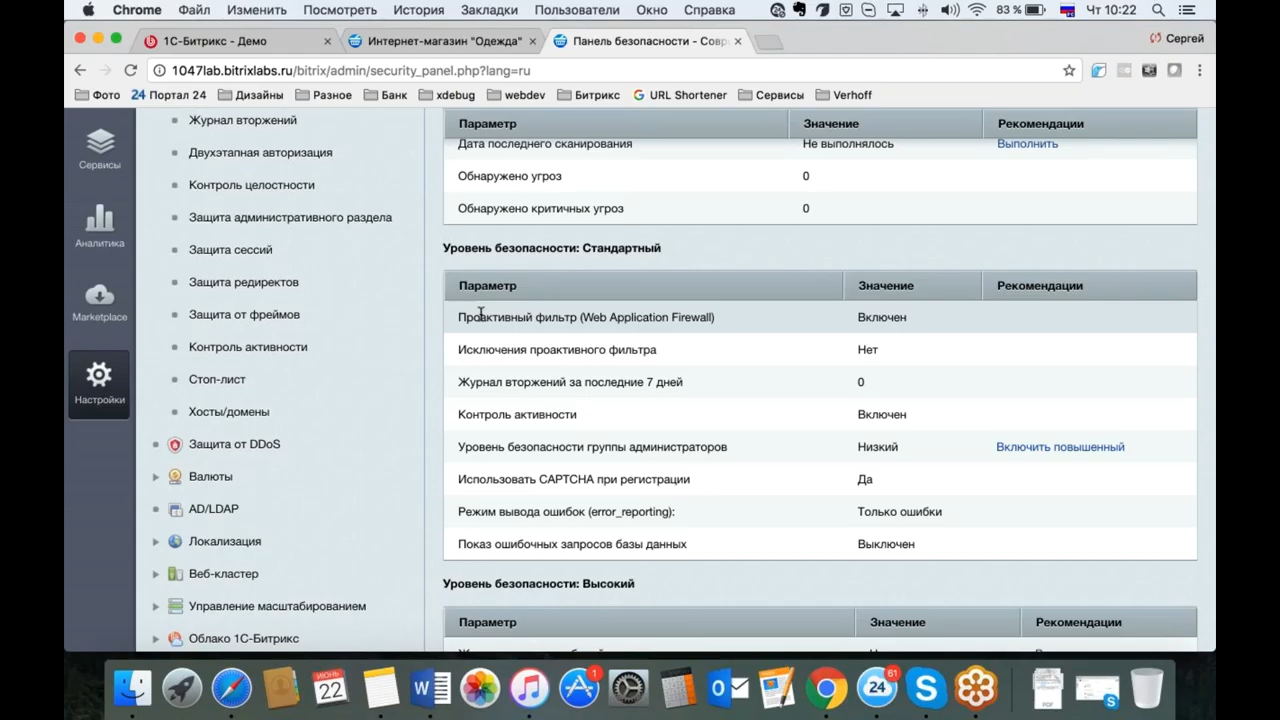 Chrome Файл Изменить Просмотреть История Закладки Пользователи Окно Справка 83 % Чт 10:22
1С-Битрикс - Демо × Интернет-магазин "Одежда" × Панель безопасности - Совр × Сергей
1047lab.bitrixlabs.ru/bitrix/admin/security_panel.php?lang=ru
Фото 24 Портал 24 Дизайны Разное Банк xdebug webdev Битрикс G URL Shortener Сервисы Verhoff
Сервисы
Аналитика
Marketplace
Настройки
Журнал вторжений
Двухэтапная авторизация
Контроль целостности
Защита административного раздела
Защита сессий
Защита редиректов
Защита от фреймов
Контроль активности
Стоп-лист
Хосты/домены
Защита от DDoS
Валюты
AD/LDAP
Локализация
Веб-кластер
Управление масштабированием
Облако 1С-Битрикс
Параметр Значение Рекомендации
Дата последнего сканирования Не выполнялось Выполнить
Обнаружено угроз 0
Обнаружено критичных угроз 0
Уровень безопасности: Стандартный
Параметр Значение Рекомендации
Проактивный фильтр (Web Application Firewall) Включен
Исключения проактивного фильтра Нет
Журнал вторжений за последние 7 дней 0
Контроль активности Включен
Уровень безопасности группы администраторов Низкий Включить повышенный
Использовать CAPTCHA при регистрации Да
Режим вывода ошибок (error_reporting): Только ошибки
Показ ошибочных запросов базы данных Выключен
Уровень безопасности: Высокий
Параметр Значение Рекомендации
ИЮНЬ
22
W
1
O
24
61
S
PDF
S